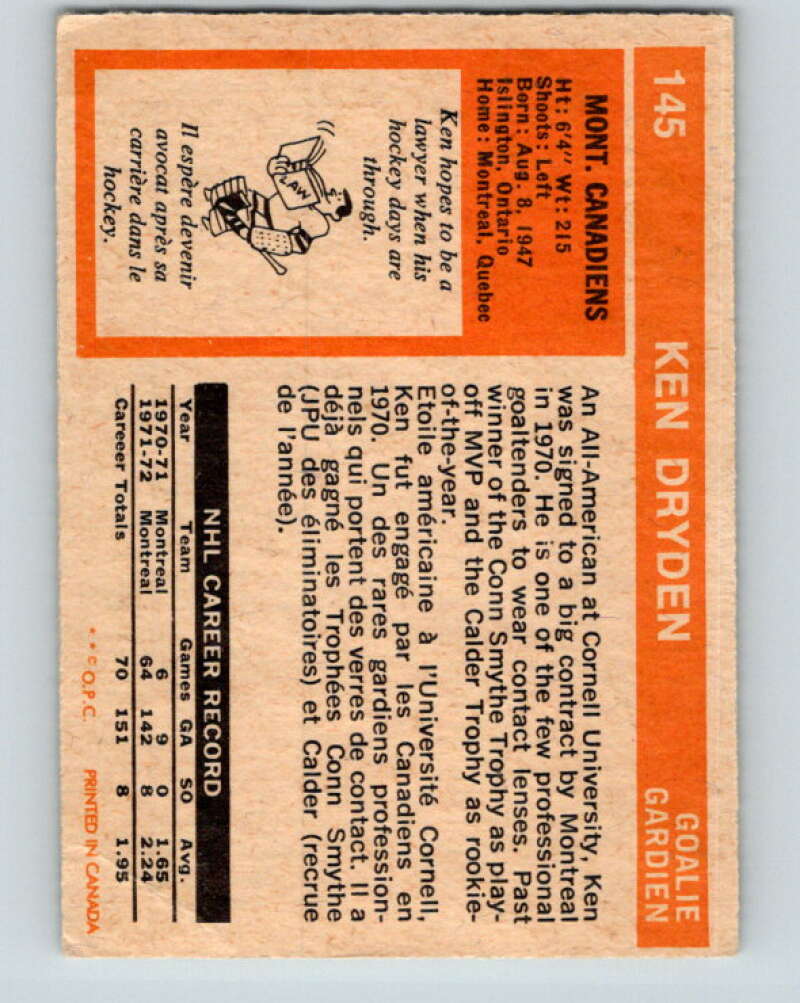 145
KEN DRYDEN
GOALIE
GARDIEN
MONT. CANADIENS
Ht: 6'4" Wt: 215
Shoots: Left
Born: Aug. 8, 1947
Islington, Ontario
Home: Montreal, Quebec
Ken hopes to be a
lawyer when his
hockey days are
through.
LAW
Il espère devenir
avocat après sa
carrière dans le
hockey.
An All-American at Cornell University, Ken
was signed to a big contract by Montreal
in 1970. He is one of the few professional
goaltenders to wear contact lenses. Past
winner of the Conn Smythe Trophy as play-
off MVP and the Calder Trophy as rookie-
of-the-year.
Etoile américaine à l'Université Cornell,
Ken fut engagé par les Canadiens en
1970. Un des rares gardiens profession-
nels qui portent des verres de contact. Il a
déjà gagné les Trophées Conn Smythe
(JPU des éliminatoires) et Calder (recrue
de l'année).
NHL CAREER RECORD
Year Team Games GA SO Avg.
1970-71 Montreal 6 9 0 1.65
1971-72 Montreal 64 142 8 2.24
Career Totals 70 151 8 1.95
* * © O.P.C. PRINTED IN CANADA